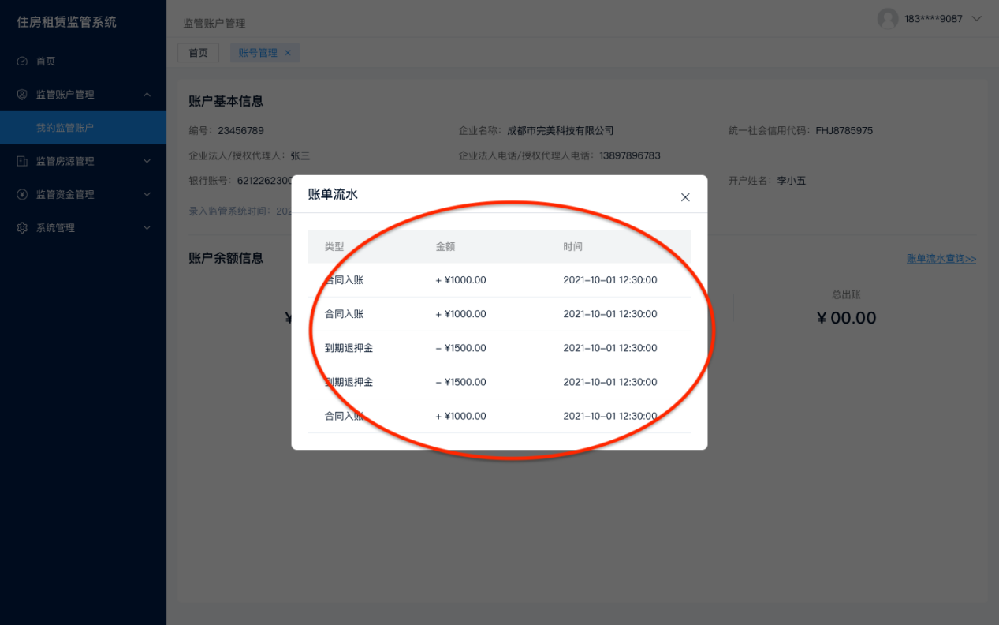 住房租赁监管系统
监管账户管理
183****9087
首页
账号管理 ×
首页
监管账户管理
我的监管账户
监管房源管理
监管资金管理
系统管理
账户基本信息
编号：23456789
企业名称：成都市完美科技有限公司
统一社会信用代码：FHJ8785975
企业法人/授权代理人：张三
企业法人电话/授权代理人电话：13897896783
银行账号：6212262300
开户姓名：李小五
录入监管系统时间：202
账户余额信息
账单流水查询>>
¥
总出账
¥ 00.00
账单流水
类型 金额 时间
合同入账 + ¥1000.00 2021-10-01 12:30:00
合同入账 + ¥1000.00 2021-10-01 12:30:00
到期退押金 - ¥1500.00 2021-10-01 12:30:00
到期退押金 - ¥1500.00 2021-10-01 12:30:00
合同入账 + ¥1000.00 2021-10-01 12:30:00